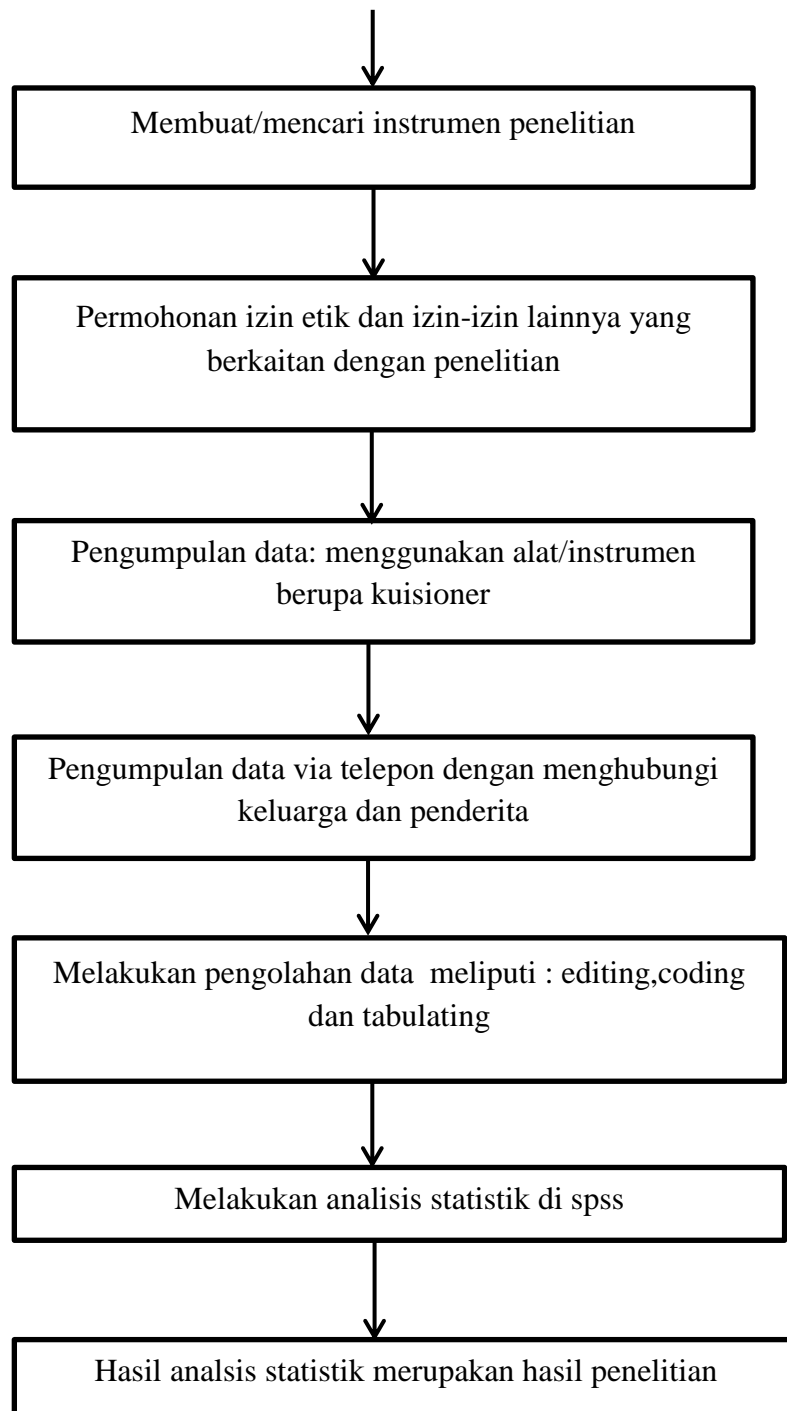 Membuat/mencari instrumen penelitian
Permohonan izin etik dan izin-izin lainnya yang
berkaitan dengan penelitian
Pengumpulan data: menggunakan alat/instrumen
berupa kuisioner
Pengumpulan data via telepon dengan menghubungi
keluarga dan penderita
Melakukan pengolahan data  meliputi : editing,coding
dan tabulating
Melakukan analisis statistik di spss
Hasil analsis statistik merupakan hasil penelitian